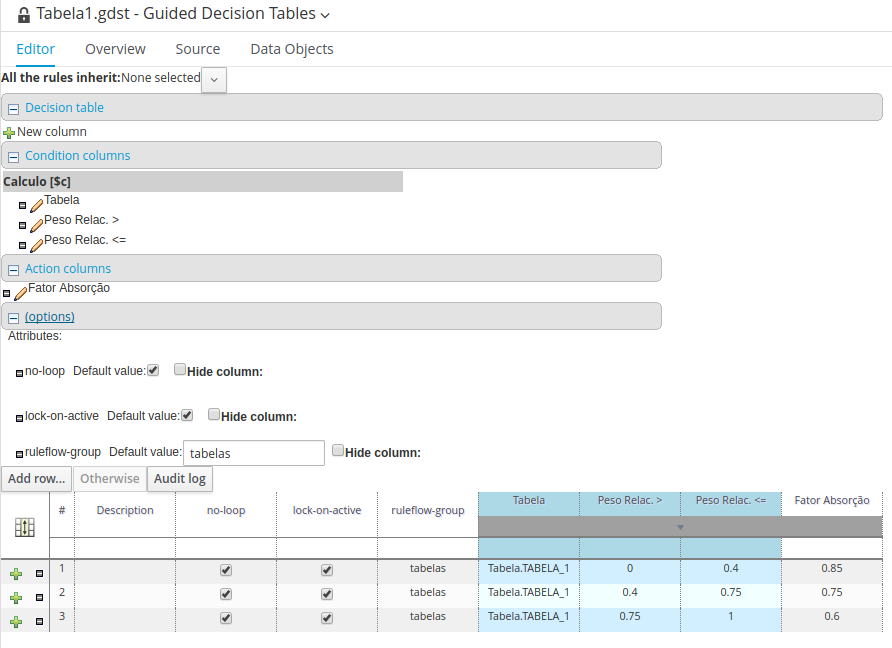 Tabela1.gdst - Guided Decision Tables
Editor Overview Source Data Objects
All the rules inherit:None selected
Decision table
New column
Condition columns
Calculo [$c]
Tabela
Peso Relac. >
Peso Relac. <=
Action columns
Fator Absorção
(options)
Attributes:
no-loop Default value: Hide column:
lock-on-active Default value: Hide column:
ruleflow-group Default value: tabelas Hide column:
Add row... Otherwise Audit log
# Description no-loop lock-on-active ruleflow-group Tabela Peso Relac. > Peso Relac. <= Fator Absorção
1 tabelas Tabela.TABELA_1 0 0.4 0.85
2 tabelas Tabela.TABELA_1 0.4 0.75 0.75
3 tabelas Tabela.TABELA_1 0.75 1 0.6